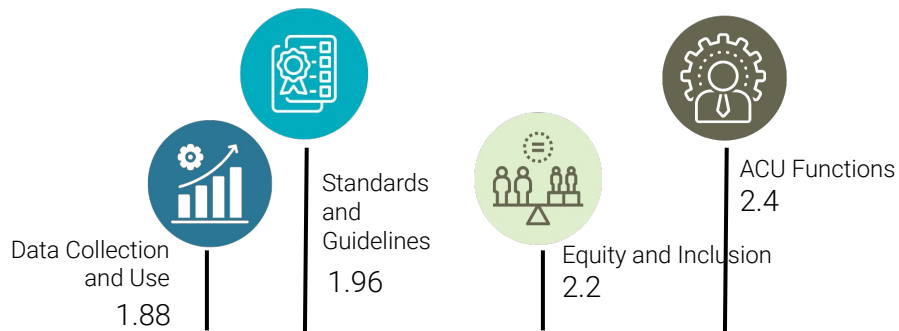 Data Collection
and Use
1.88
Standards
and
Guidelines
1.96
Equity and Inclusion
2.2
ACU Functions
2.4